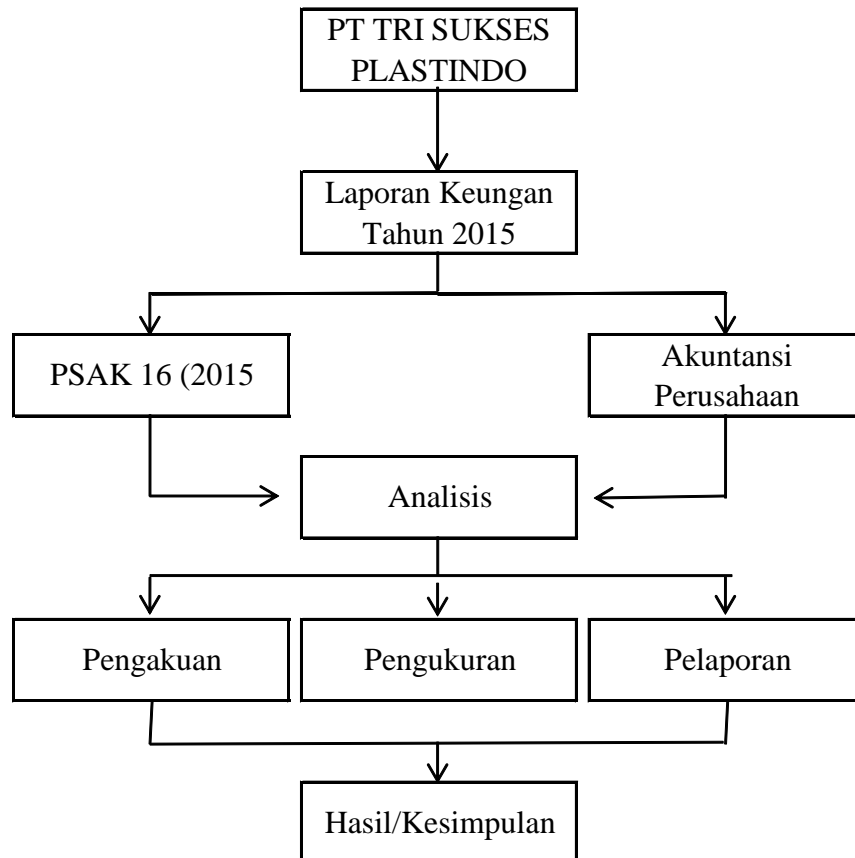 PT TRI SUKSES
PLASTINDO
Laporan Keungan
Tahun 2015
PSAK 16 (2015
Akuntansi
Perusahaan
Analisis
Pengakuan
Pengukuran
Pelaporan
Hasil/Kesimpulan